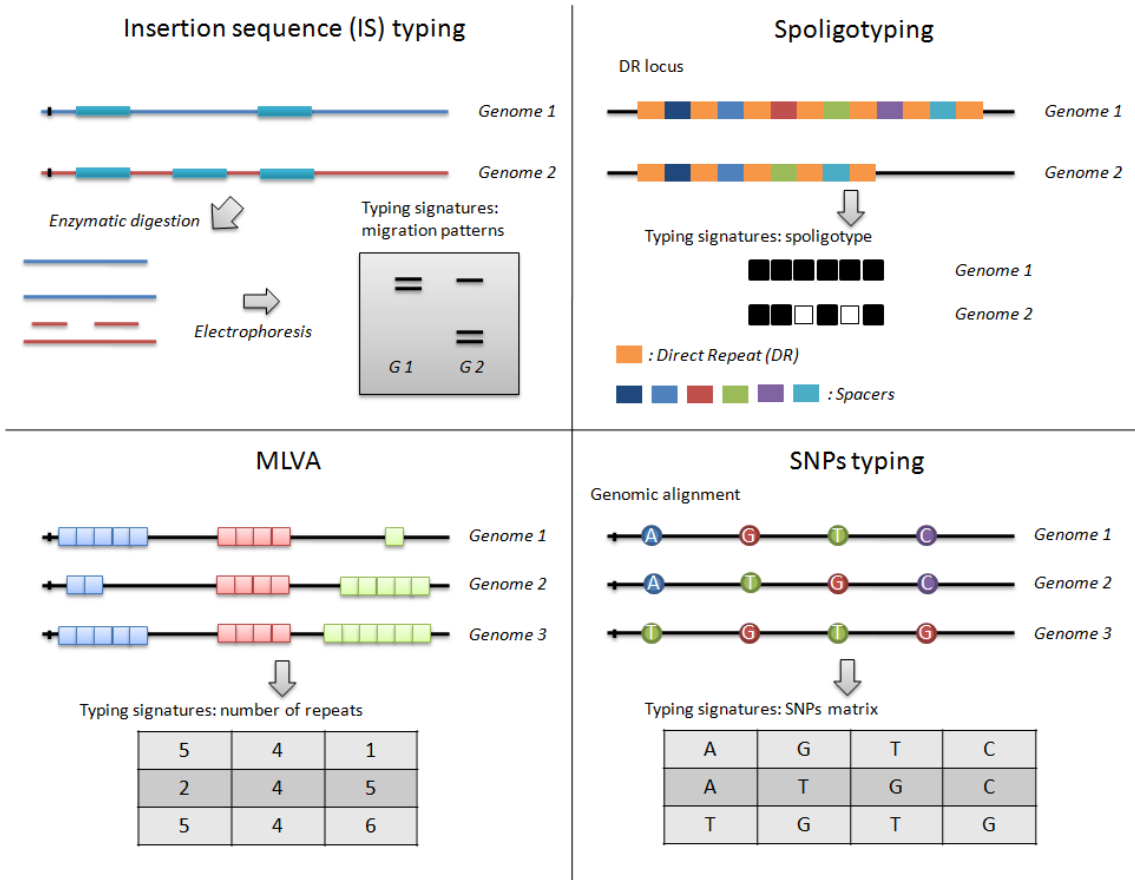 Insertion sequence (IS) typing
Genome 1
Genome 2
Enzymatic digestion
Typing signatures:
migration patterns
Electrophoresis
G 1 G 2
Spoligotyping
DR locus
Genome 1
Genome 2
Typing signatures: spoligotype
Genome 1
Genome 2
: Direct Repeat (DR)
: Spacers
MLVA
Genome 1
Genome 2
Genome 3
Typing signatures: number of repeats
5 4 1
2 4 5
5 4 6
SNPs typing
Genomic alignment
A G T C Genome 1
A T G C Genome 2
T G T G Genome 3
Typing signatures: SNPs matrix
A G T C
A T G C
T G T G